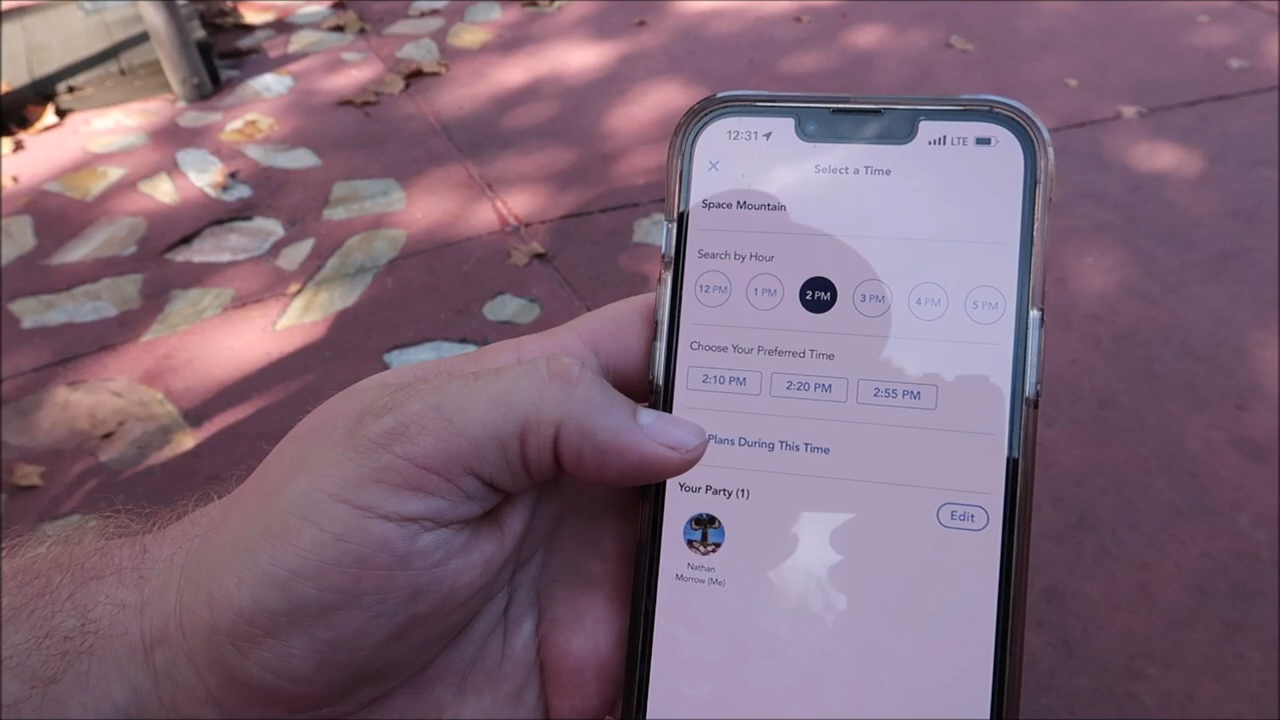 12:31 LTE
Select a Time
Space Mountain
Search by Hour
12 PM 1 PM 2 PM 3 PM 4 PM 5 PM
Choose Your Preferred Time
2:10 PM 2:20 PM 2:55 PM
Plans During This Time
Your Party (1)
Edit
Nathan
Morrow (Me)